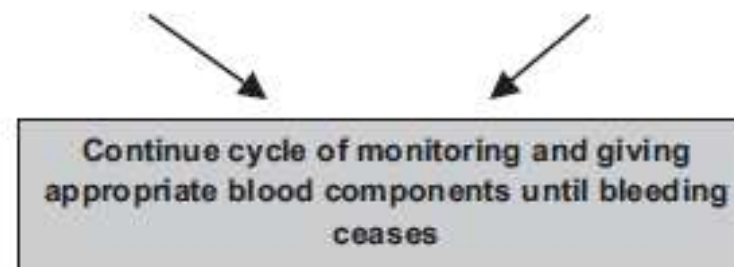 Continue cycle of monitoring and giving
appropriate blood components until bleeding
ceases